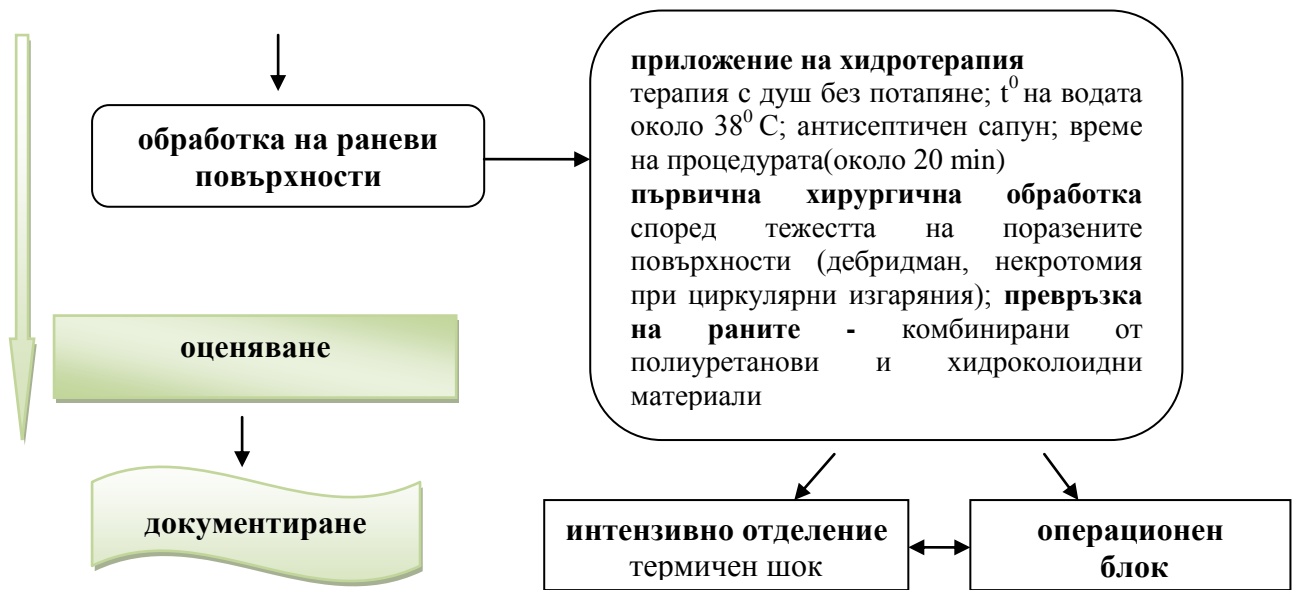 обработка на раневи
повърхности
приложение на хидротерапия
терапия с душ без потапяне; t⁰ на водата
около 38⁰ С; антисептичен сапун; време
на процедурата(около 20 min)
първична хирургична обработка
според тежестта на поразените
повърхности (дебридман, некротомия
при циркулярни изгаряния); превръзка
на раните - комбинирани от
полиуретанови и хидроколоидни
материали
оценяване
документиране
интензивно отделение
термичен шок
операционен
блок